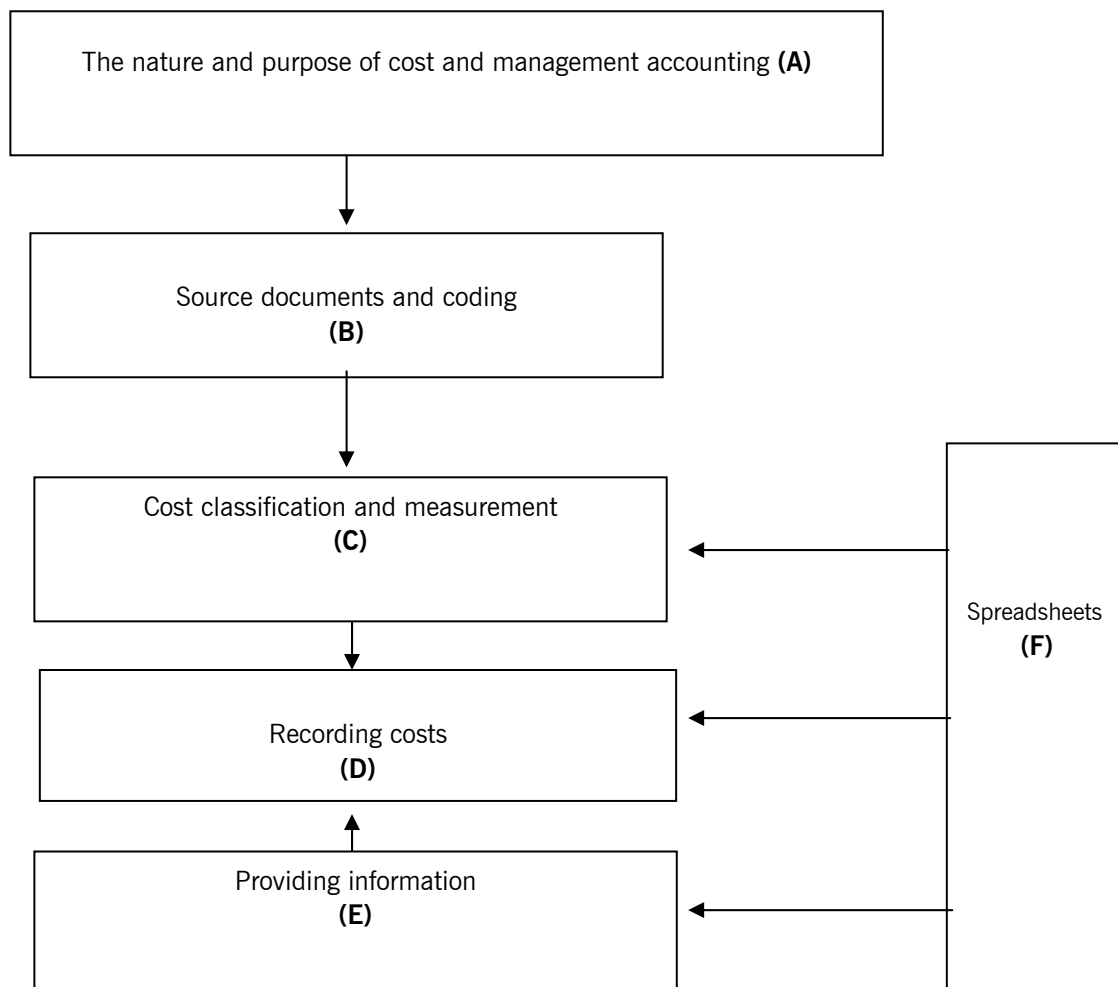 The nature and purpose of cost and management accounting (A)
Source documents and coding
(B)
Cost classification and measurement
(C)
Spreadsheets
(F)
Recording costs
(D)
Providing information
(E)